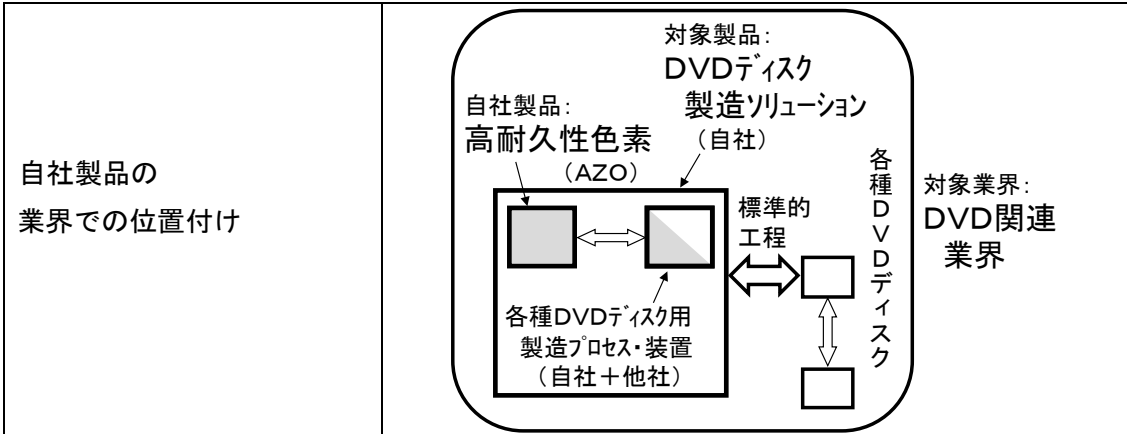 自社製品の
業界での位置付け
対象製品:
DVDディスク
製造ソリューション
(自社)
自社製品:
高耐久性色素
(AZO)
標準的
工程
各種DVDディスク用
製造プロセス・装置
(自社+他社)
各種DVDディスク
対象業界:
DVD関連
業界